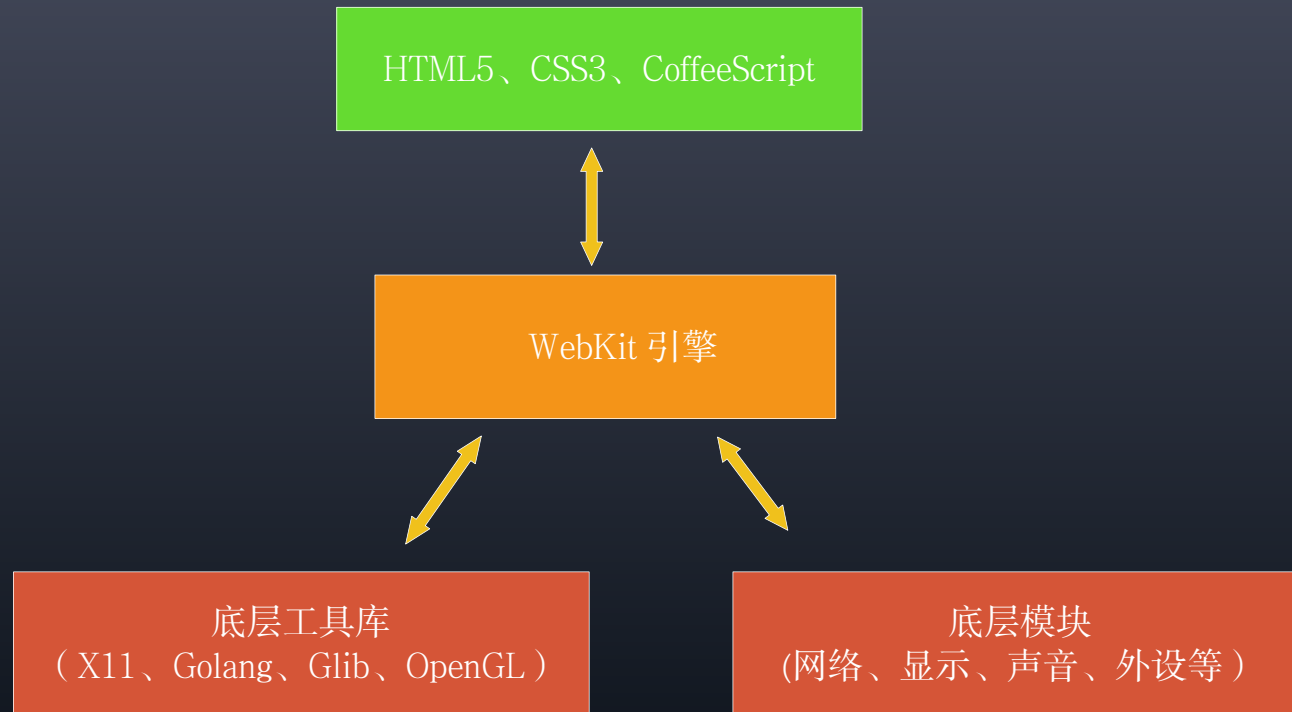 HTML5、CSS3、CoffeeScript
WebKit 引擎
底层工具库
（ X11、Golang、Glib、OpenGL ）
底层模块
(网络、显示、声音、外设等 ）